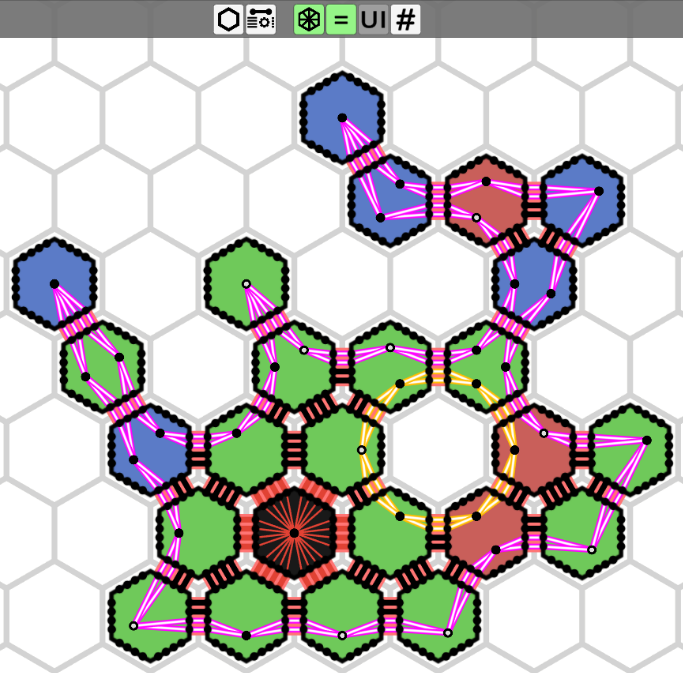 = UI #